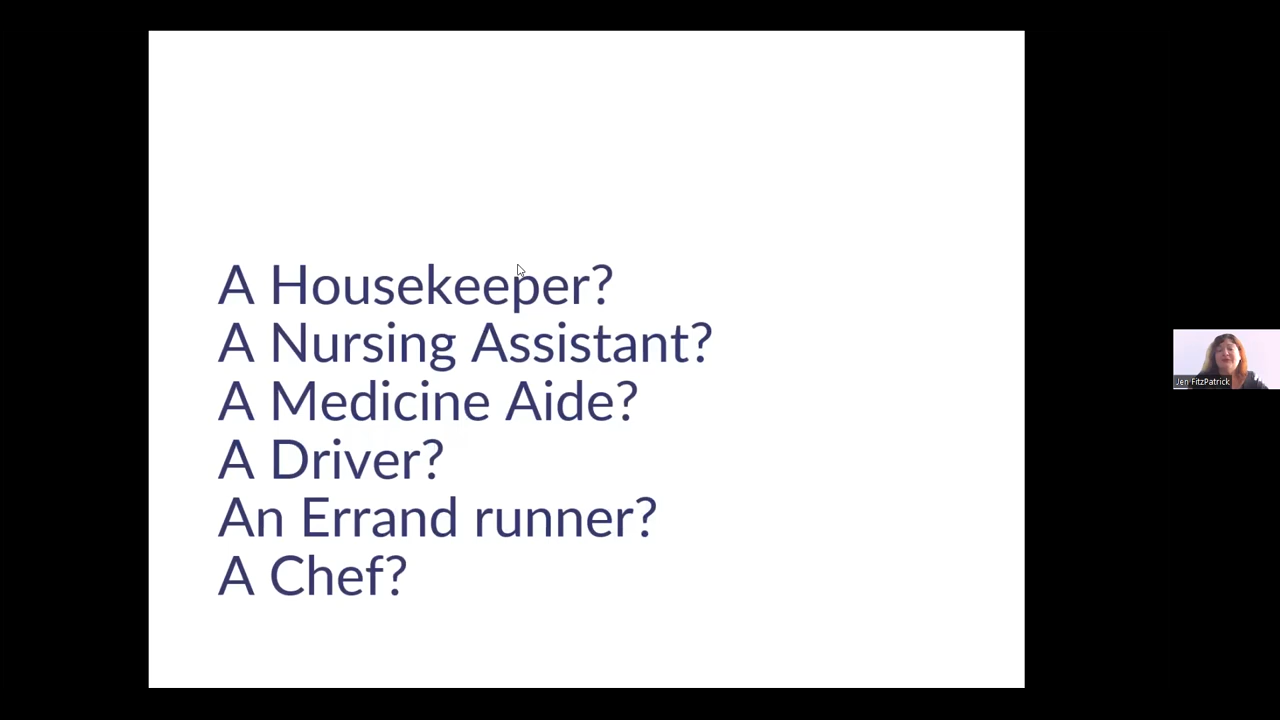 A Housekeeper?
A Nursing Assistant?
A Medicine Aide?
A Driver?
An Errand runner?
A Chef?
Jen FitzPatrick